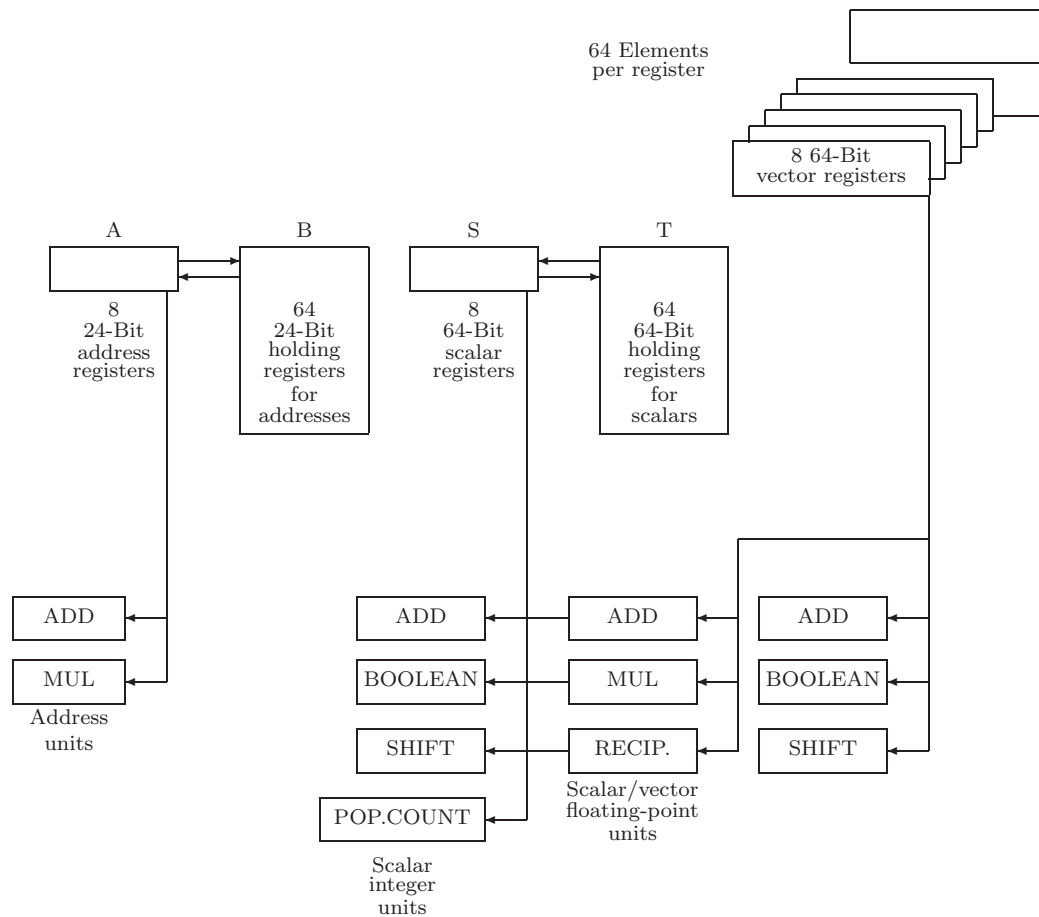 64 Elements
per register
8 64-Bit
vector registers
A
B
S
T
8
24-Bit
address
registers
64
24-Bit
holding
registers
for
addresses
8
64-Bit
scalar
registers
64
64-Bit
holding
registers
for
scalars
ADD
MUL
Address
units
ADD
BOOLEAN
SHIFT
POP.COUNT
Scalar
integer
units
ADD
MUL
RECIP.
Scalar/vector
floating-point
units
ADD
BOOLEAN
SHIFT